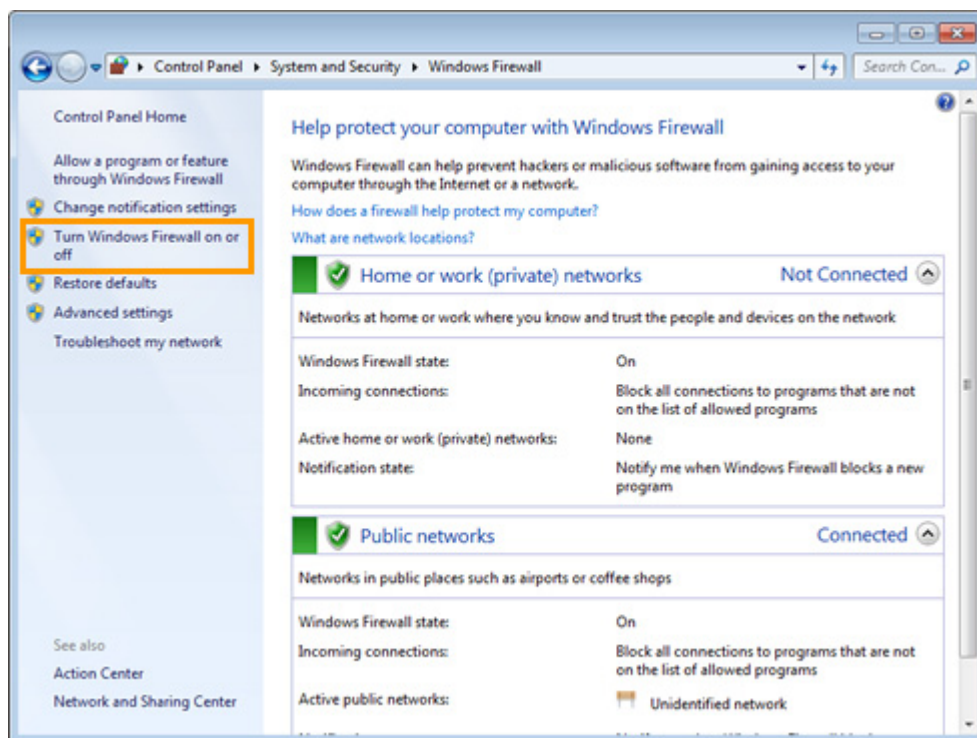 Control Panel ▸ System and Security ▸ Windows Firewall
Search Con...
Control Panel Home
Allow a program or feature
through Windows Firewall
Change notification settings
Turn Windows Firewall on or
off
Restore defaults
Advanced settings
Troubleshoot my network
See also
Action Center
Network and Sharing Center
Help protect your computer with Windows Firewall
Windows Firewall can help prevent hackers or malicious software from gaining access to your
computer through the Internet or a network.
How does a firewall help protect my computer?
What are network locations?
Home or work (private) networks Not Connected
Networks at home or work where you know and trust the people and devices on the network
Windows Firewall state: On
Incoming connections: Block all connections to programs that are not
on the list of allowed programs
Active home or work (private) networks: None
Notification state: Notify me when Windows Firewall blocks a new
program
Public networks Connected
Networks in public places such as airports or coffee shops
Windows Firewall state: On
Incoming connections: Block all connections to programs that are not
on the list of allowed programs
Active public networks: Unidentified network